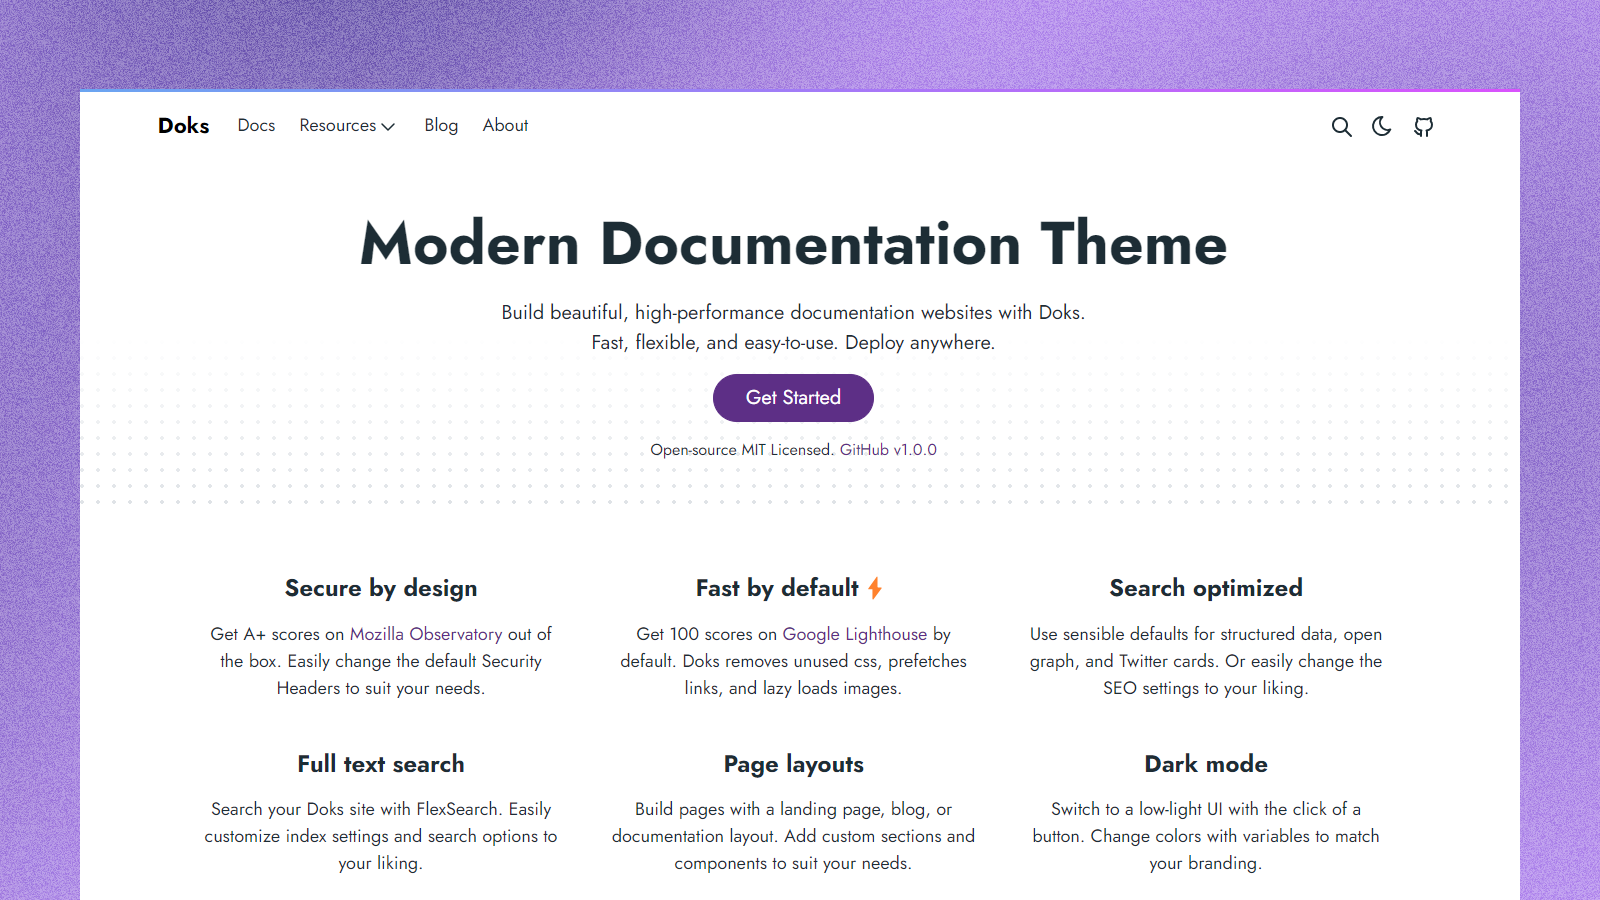 Doks Docs Resources Blog About
Modern Documentation Theme
Build beautiful, high-performance documentation websites with Doks.
Fast, flexible, and easy-to-use. Deploy anywhere.
Get Started
Open-source MIT Licensed. GitHub v1.0.0
Secure by design
Get A+ scores on Mozilla Observatory out of
the box. Easily change the default Security
Headers to suit your needs.
Fast by default
Get 100 scores on Google Lighthouse by
default. Doks removes unused css, prefetches
links, and lazy loads images.
Search optimized
Use sensible defaults for structured data, open
graph, and Twitter cards. Or easily change the
SEO settings to your liking.
Full text search
Search your Doks site with FlexSearch. Easily
customize index settings and search options to
your liking.
Page layouts
Build pages with a landing page, blog, or
documentation layout. Add custom sections and
components to suit your needs.
Dark mode
Switch to a low-light UI with the click of a
button. Change colors with variables to match
your branding.